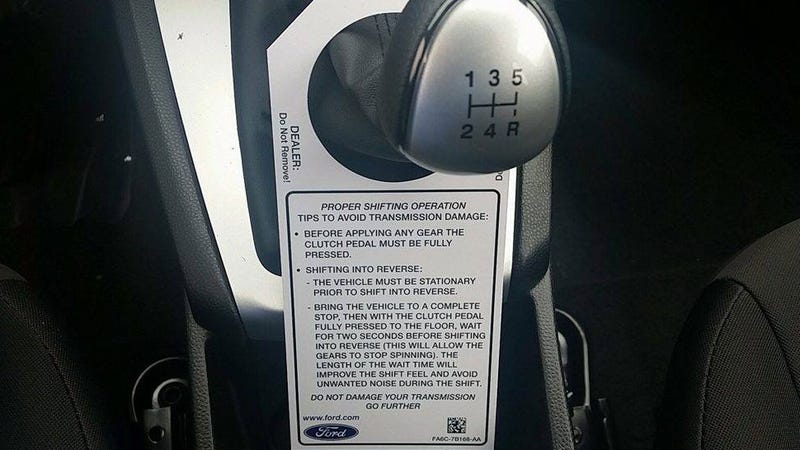 1 3 5
2 4 R
DEALER:
Do Not Remove!
PROPER SHIFTING OPERATION
TIPS TO AVOID TRANSMISSION DAMAGE:
• BEFORE APPLYING ANY GEAR THE
CLUTCH PEDAL MUST BE FULLY
PRESSED.
• SHIFTING INTO REVERSE:
- THE VEHICLE MUST BE STATIONARY
PRIOR TO SHIFT INTO REVERSE.
- BRING THE VEHICLE TO A COMPLETE
STOP, THEN WITH THE CLUTCH PEDAL
FULLY PRESSED TO THE FLOOR, WAIT
FOR TWO SECONDS BEFORE SHIFTING
INTO REVERSE (THIS WILL ALLOW THE
GEARS TO STOP SPINNING). THE
LENGTH OF THE WAIT TIME WILL
IMPROVE THE SHIFT FEEL AND AVOID
UNWANTED NOISE DURING THE SHIFT.
DO NOT DAMAGE YOUR TRANSMISSION
GO FURTHER
www.ford.com
Ford
FA6C-7B168-AA